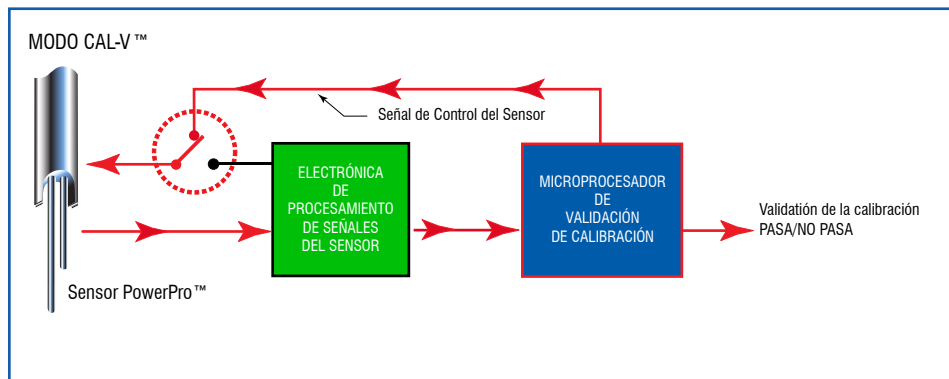 MODO CAL-V™
Señal de Control del Sensor
ELECTRÓNICA
DE
PROCESAMIENTO
DE SEÑALES
DEL SENSOR
MICROPROCESADOR
DE
VALIDACIÓN
DE CALIBRACIÓN
Validatión de la calibración
PASA/NO PASA
Sensor PowerPro™